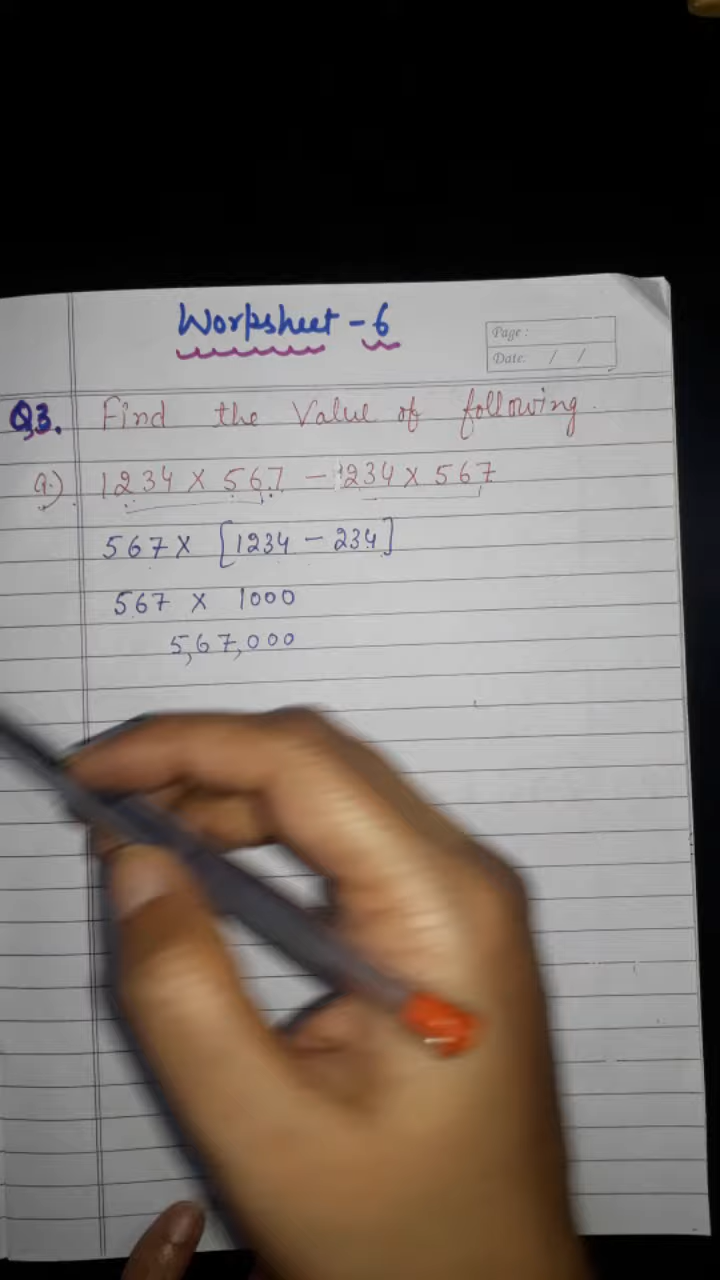 Worksheet - 6
Page :
Date: / /
Q3. Find the Value of following.
a.) 1234 × 567 - 1234 × 567
567 × [1234 - 234]
567 × 1000
5,67,000